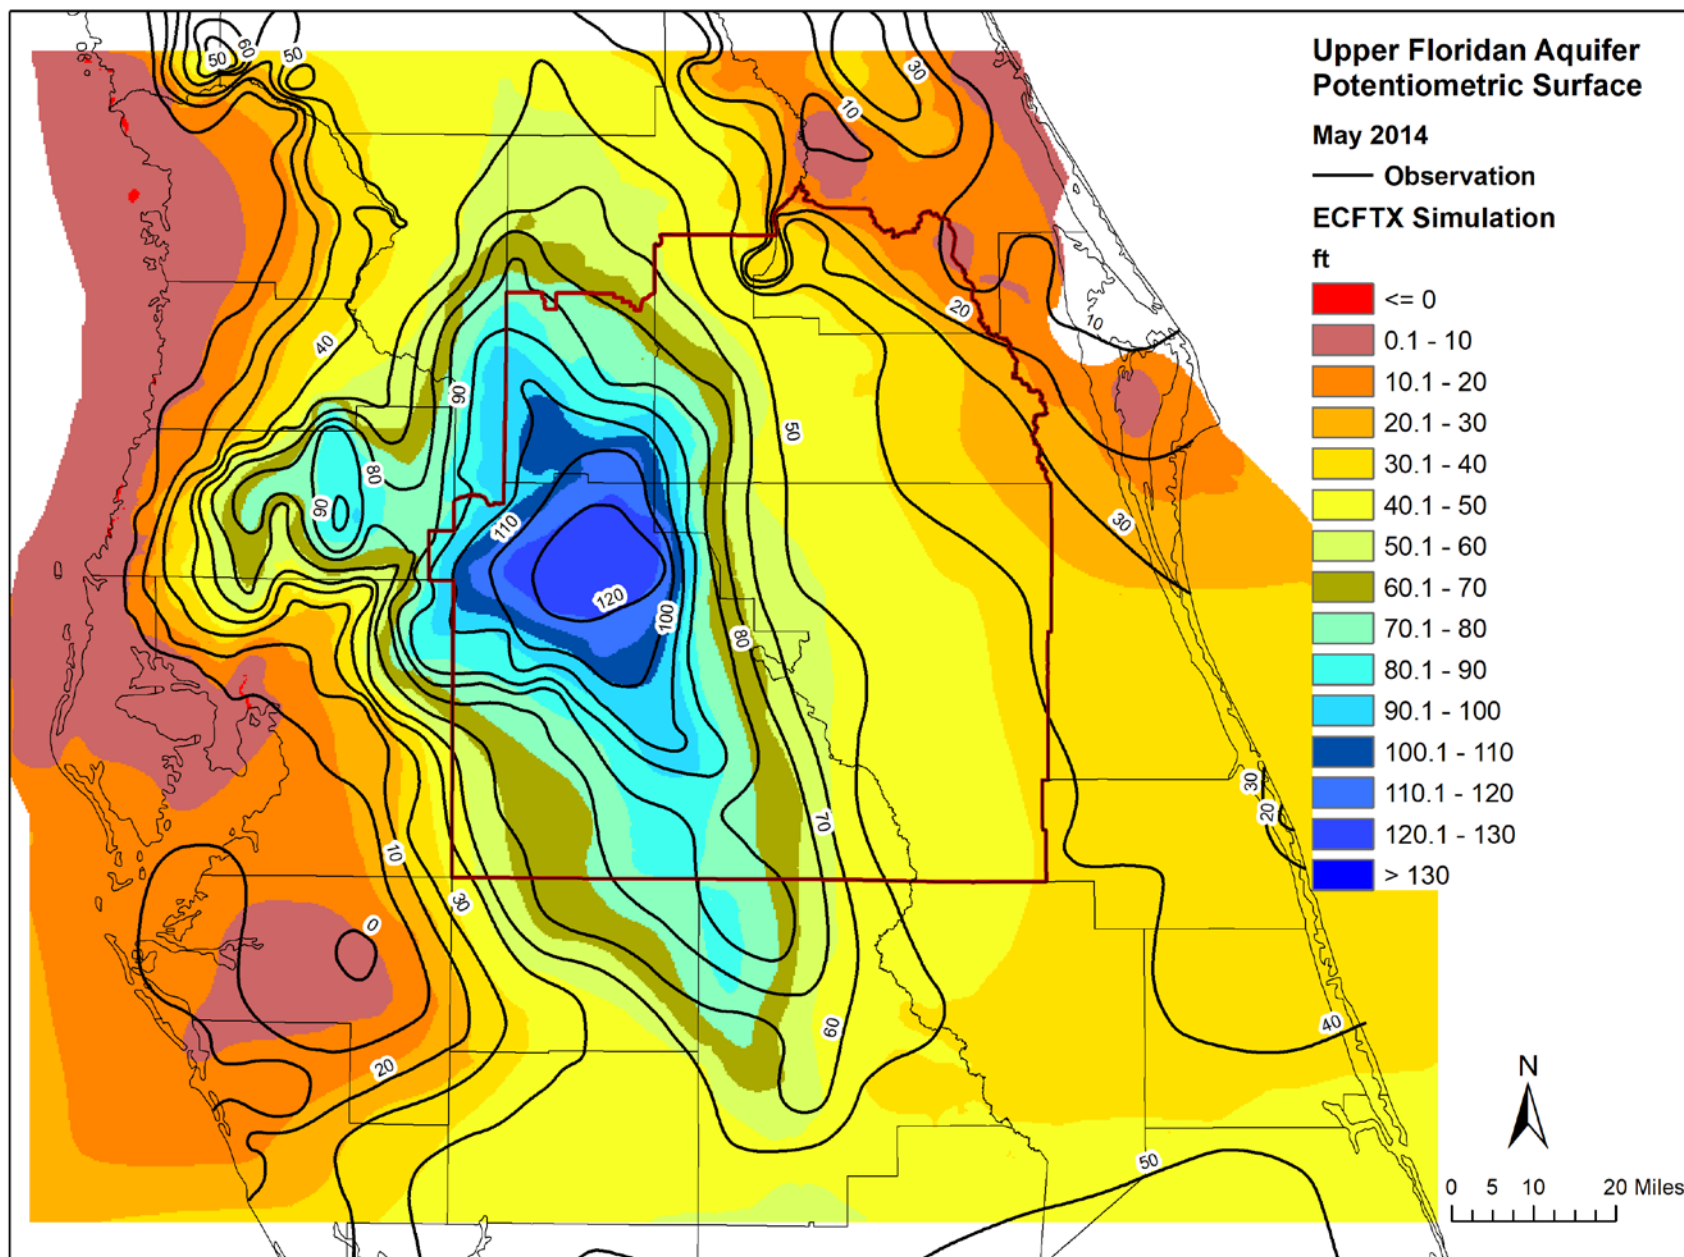 Upper Floridan Aquifer
Potentiometric Surface
May 2014
Observation
ECFTX Simulation
ft
<= 0
0.1 - 10
10.1 - 20
20.1 - 30
30.1 - 40
40.1 - 50
50.1 - 60
60.1 - 70
70.1 - 80
80.1 - 90
90.1 - 100
100.1 - 110
110.1 - 120
120.1 - 130
> 130
N
0 5 10 20 Miles
50
60
50
30
10
20
10
40
90
50
80
90
110
30
120
100
80
30
20
70
10
30
0
60
40
20
50